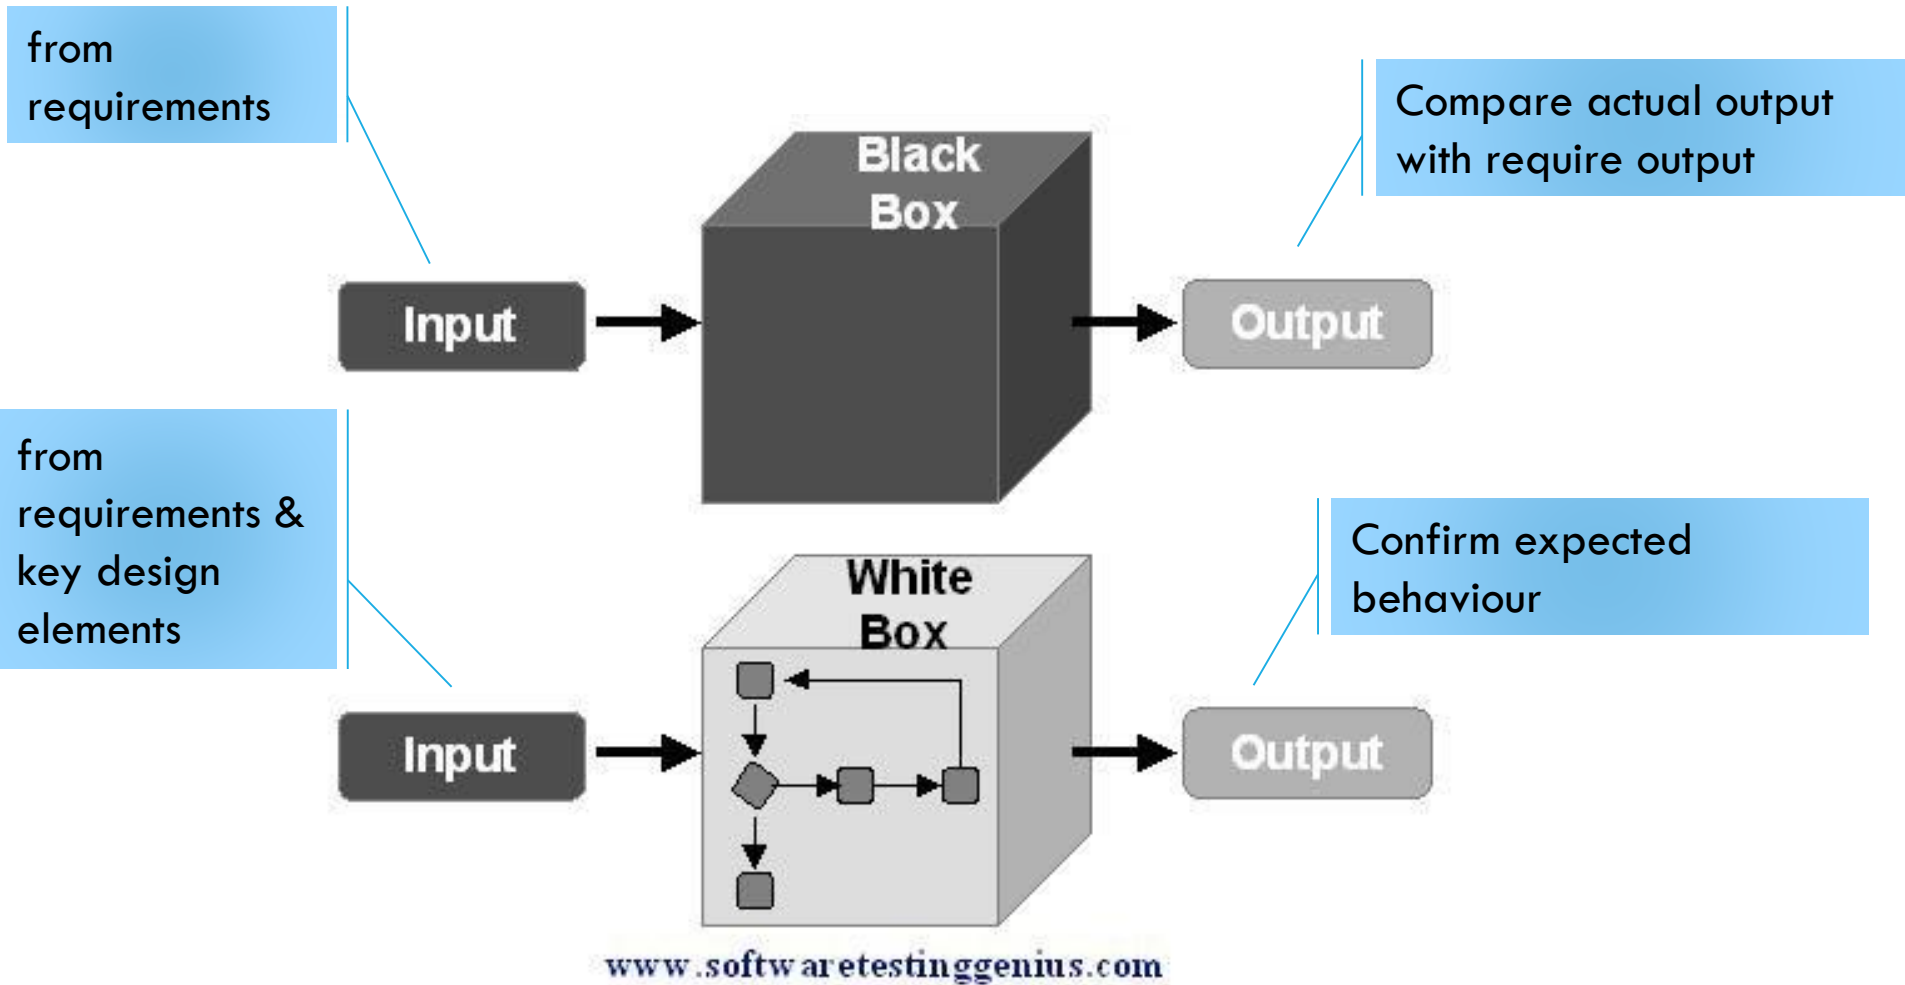 from
requirements
Black
Box
Compare actual output
with require output
Input
Output
from
requirements &
key design
elements
White
Box
Confirm expected
behaviour
Input
Output
www.softwaretestinggenius.com